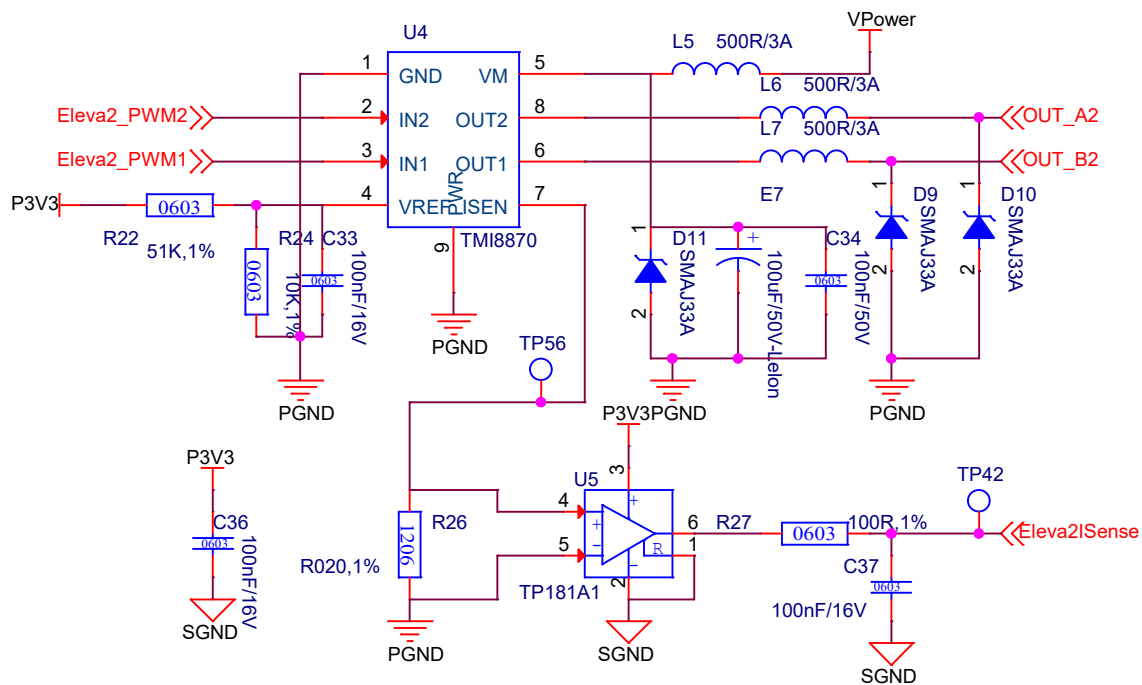 U4
L5 500R/3A
VPower
1 GND VM 5
L6 500R/3A
Eleva2_PWM2 2 IN2 OUT2 8
OUT_A2
L7 500R/3A
Eleva2_PWM1 3 IN1 OUT1 6
OUT_B2
P3V3 0603 4 VREF ISEN 7
PWR
R22
51K,1%
9
TMI8870
E7
1 D9 1 D10
SMAJ33A
SMAJ33A
2 2
R24 C33
0603
10K,1%
0603
100nF/16V
PGND
1 D11
SMAJ33A
2
+
100uF/50V-Lelon
C34
0603
100nF/50V
PGND
TP56
PGND
P3V3 PGND
P3V3
C36
0603
100nF/16V
SGND
R26
1206
R020,1%
PGND
U5
3
4 +
5 −
+
−
R
6
1
2
TP181A1
SGND
R27 0603 100R,1%
TP42
Eleva2ISense
C37
0603
100nF/16V
SGND